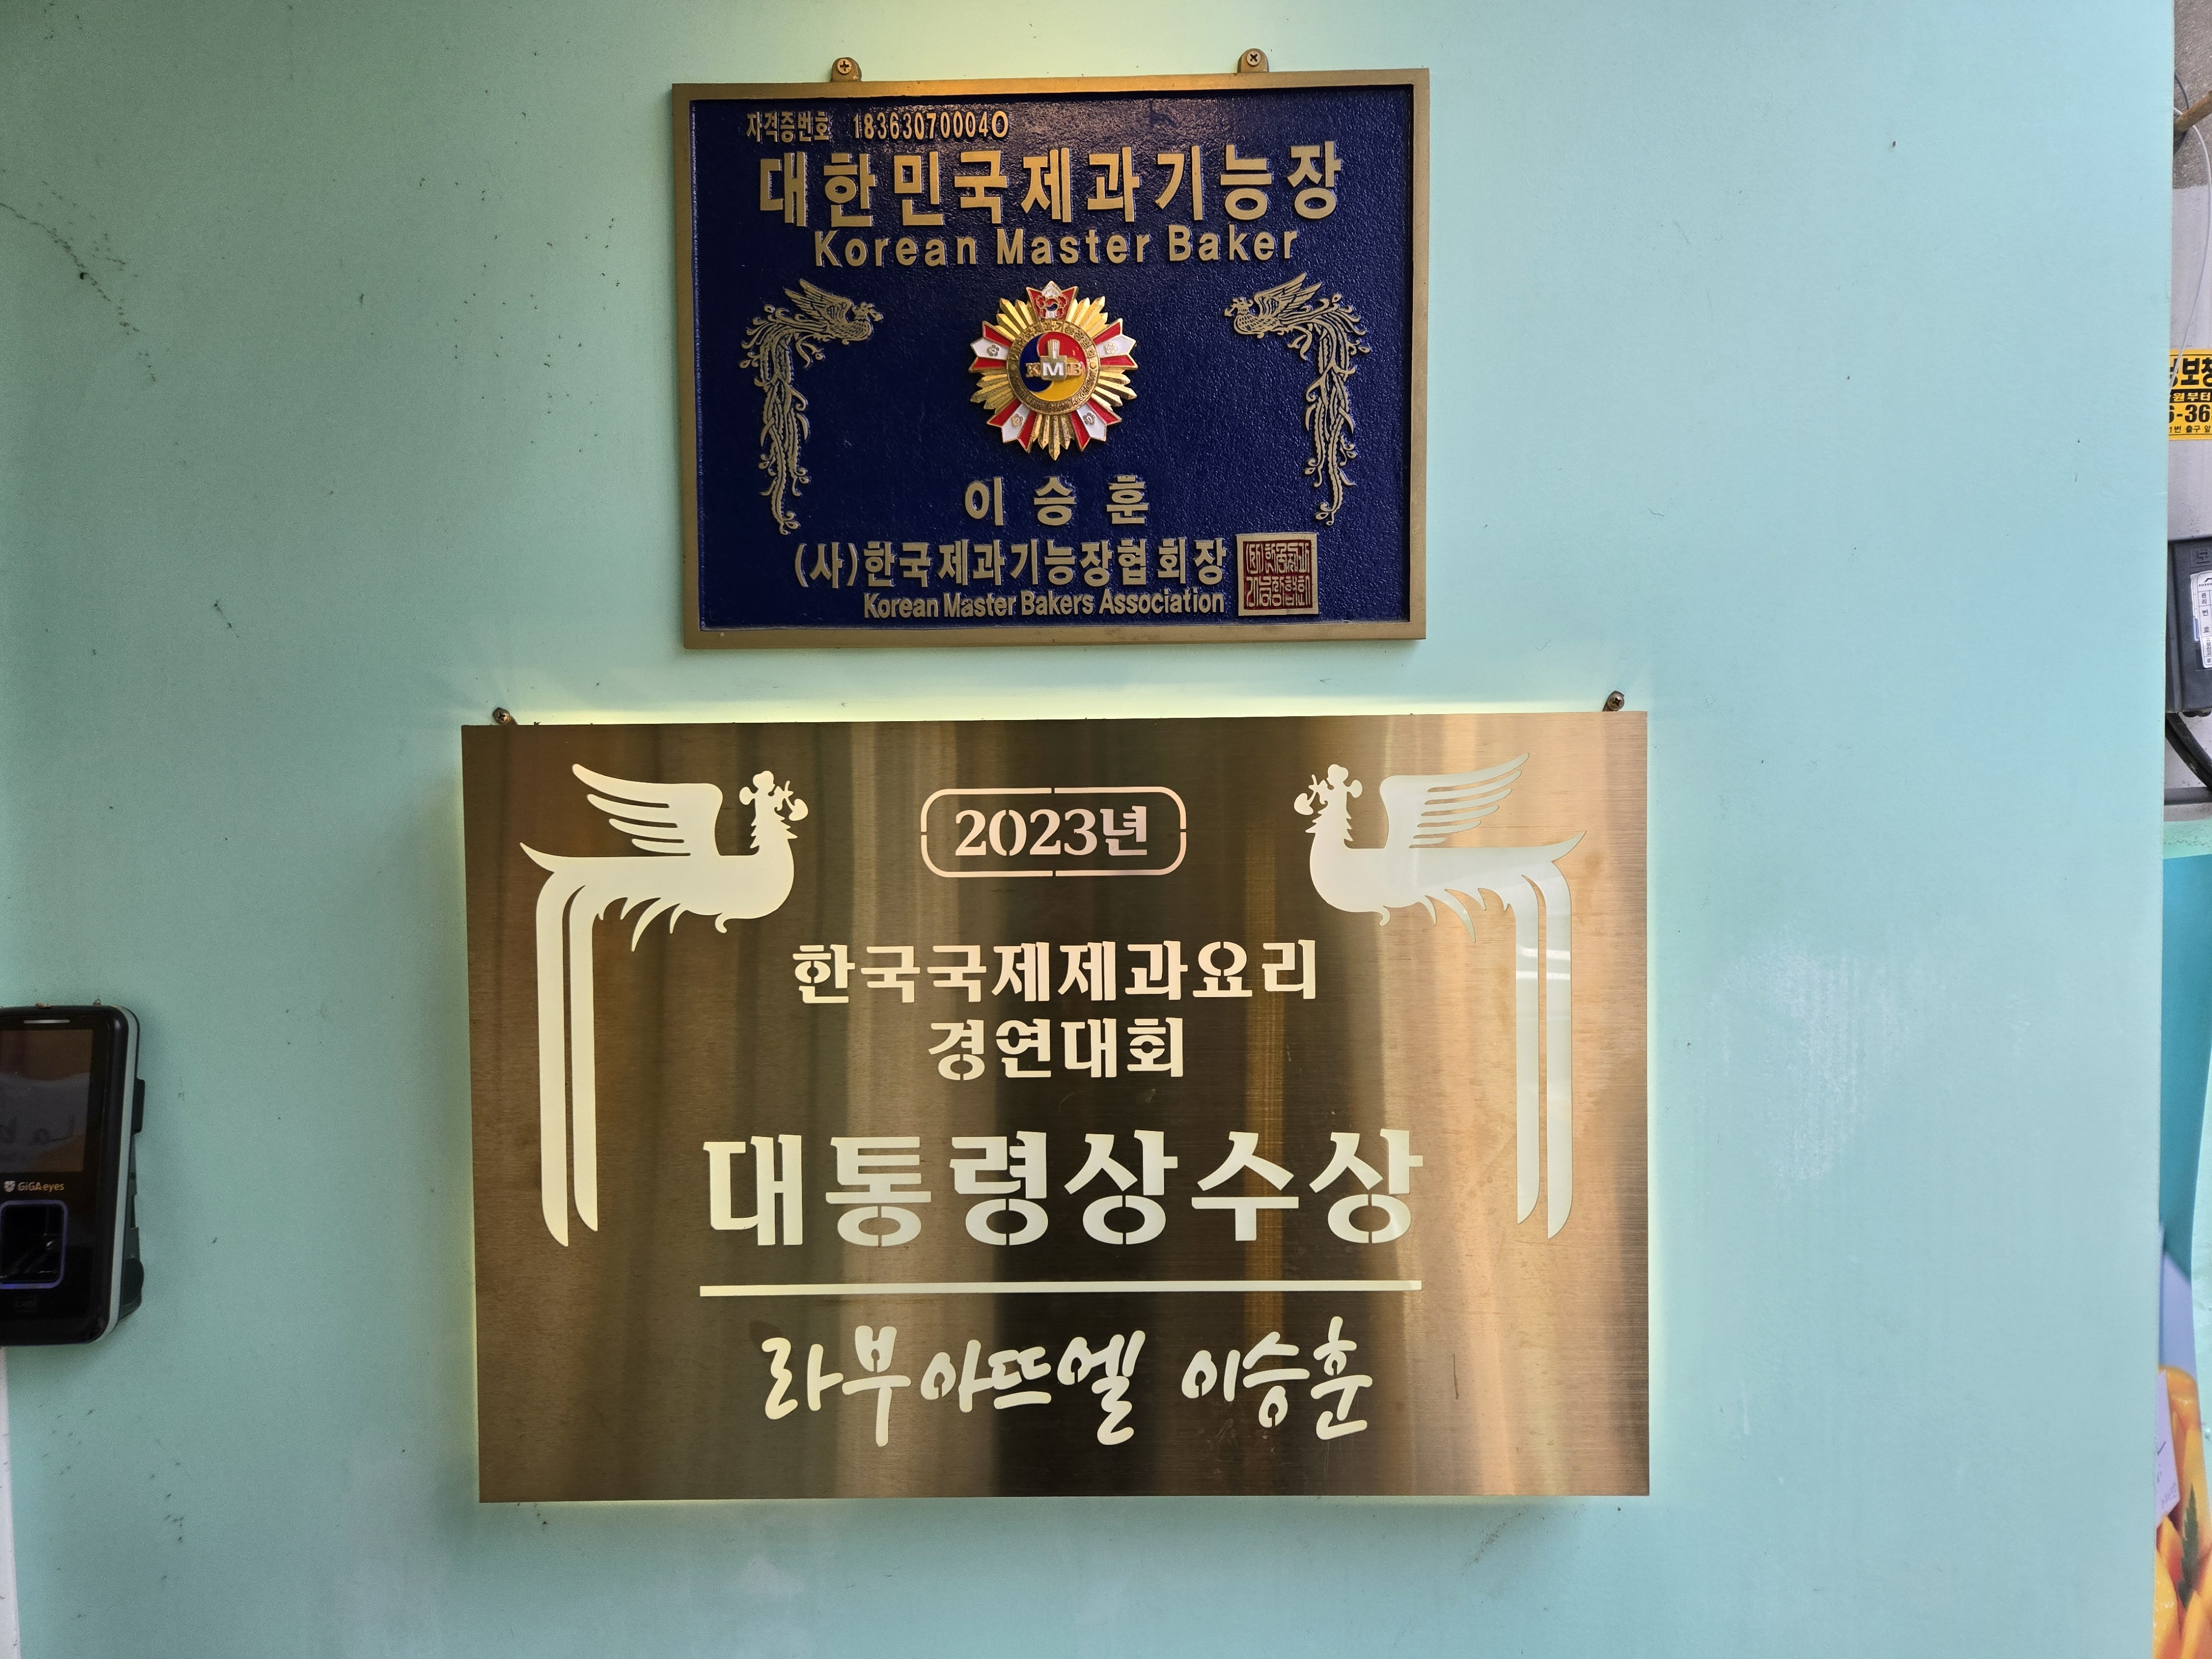 자격증번호 18363070004O
대한민국제과기능장
Korean Master Baker
KMB
이승훈
(사)한국제과기능장협회장
Korean Master Bakers Association
2023년
한국국제제과요리
경연대회
대통령상수상
라부아뜨엘 이승훈
GiGAeyes